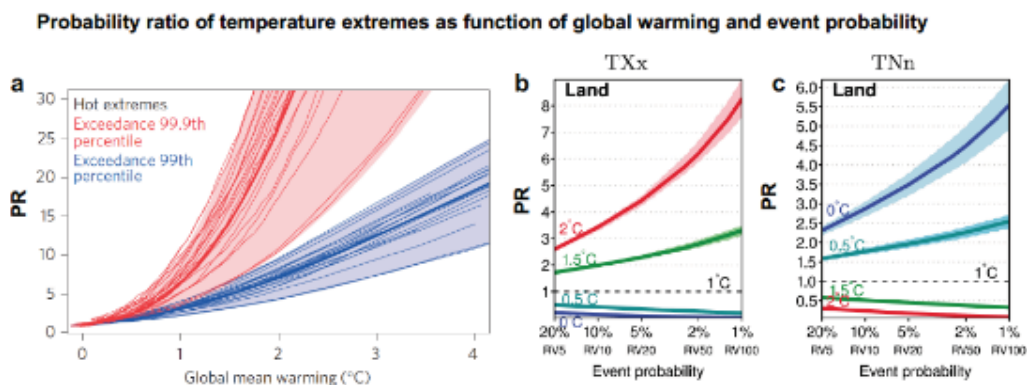 Probability ratio of temperature extremes as function of global warming and event probability
a
Hot extremes
Exceedance 99.9th
percentile
Exceedance 99th
percentile
PR
30
25
20
15
10
5
0
0 1 2 3 4
Global mean warming (°C)
b
TXx
Land
PR
8
7
6
5
4
3
2
1
2°C
1.5°C
1°C
0.5°C
0°C
20% 10% 5% 2% 1%
RV5 RV10 RV20 RV50 RV100
Event probability
c
TNn
Land
PR
6.0
5.5
5.0
4.5
4.0
3.5
3.0
2.5
2.0
1.5
1.0
0.5
0°C
0.5°C
1°C
1.5°C
2°C
20% 10% 5% 2% 1%
RV5 RV10 RV20 RV50 RV100
Event probability